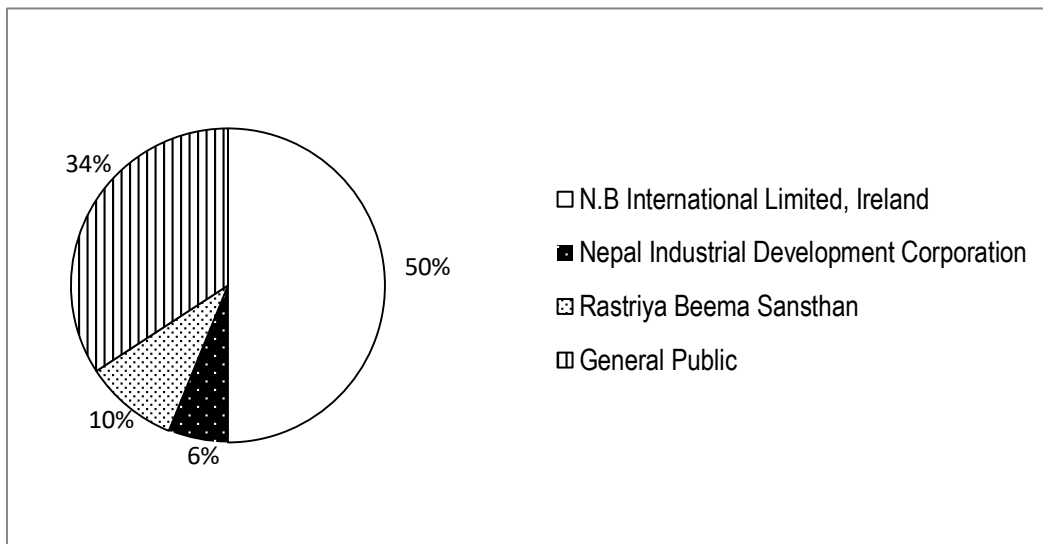 34%
50%
10%
6%
N.B International Limited, Ireland
Nepal Industrial Development Corporation
Rastriya Beema Sansthan
General Public